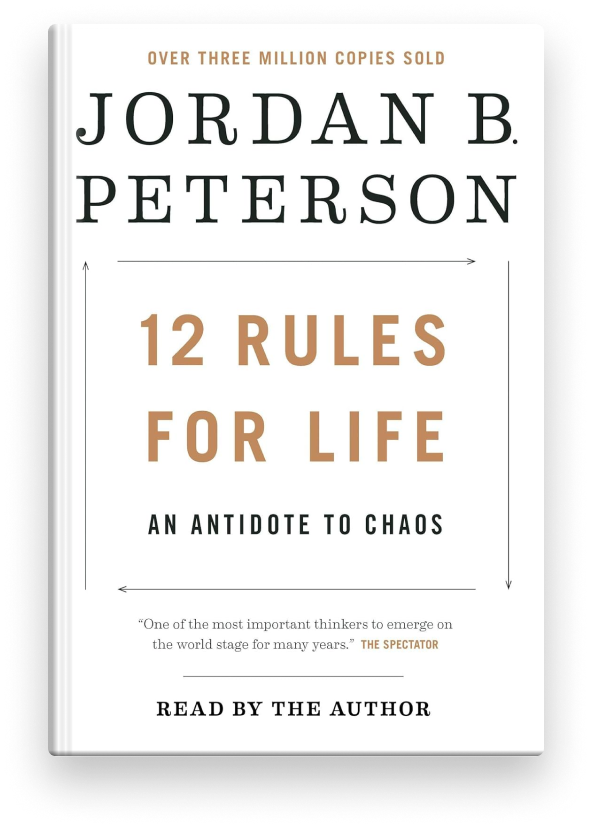 OVER THREE MILLION COPIES SOLD
JORDAN B.
PETERSON
12 RULES
FOR LIFE
AN ANTIDOTE TO CHAOS
“One of the most important thinkers to emerge on
the world stage for many years.” THE SPECTATOR
READ BY THE AUTHOR